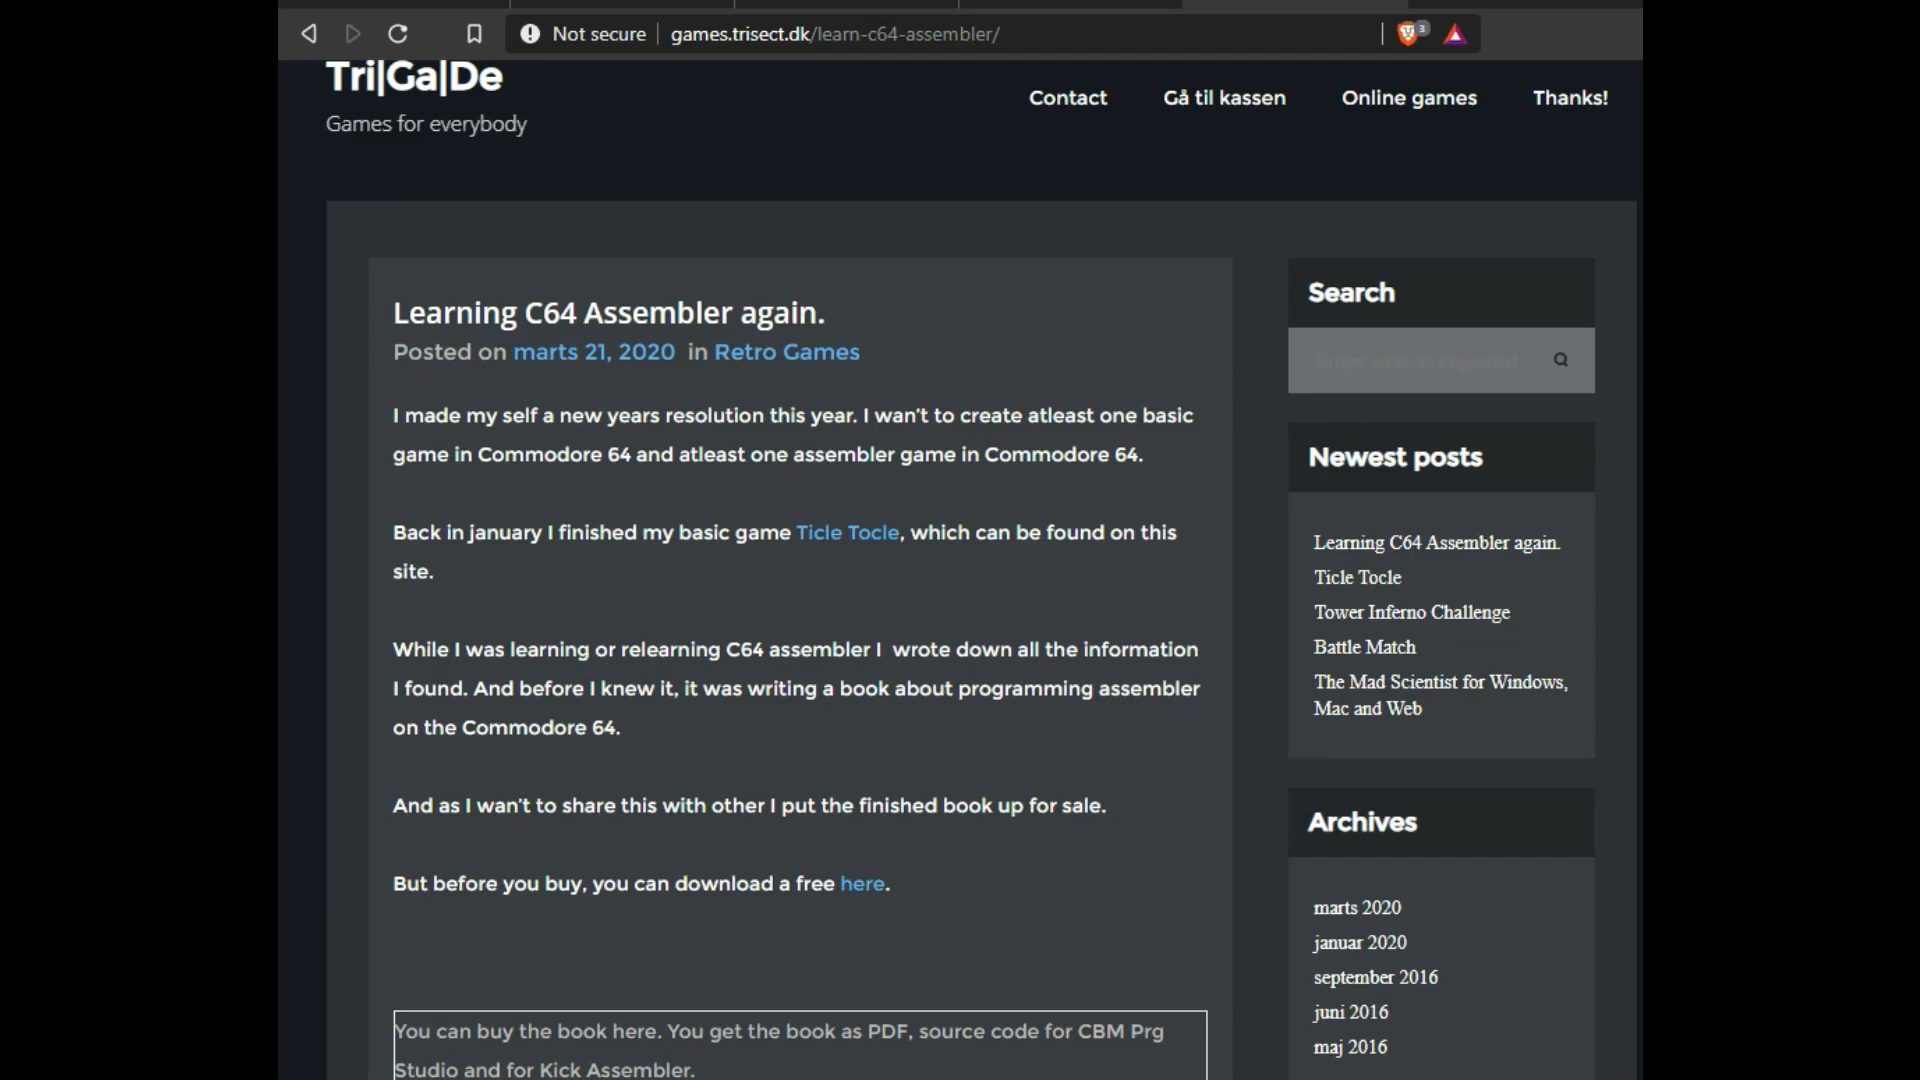 Not secure
games.trisect.dk/learn-c64-assembler/
3
Tri|Ga|De
Games for everybody
Contact
Gå til kassen
Online games
Thanks!
Learning C64 Assembler again.
Posted on marts 21, 2020 in Retro Games
I made my self a new years resolution this year. I wan't to create atleast one basic
game in Commodore 64 and atleast one assembler game in Commodore 64.
Back in january I finished my basic game Ticle Tocle, which can be found on this
site.
While I was learning or relearning C64 assembler I wrote down all the information
I found. And before I knew it, it was writing a book about programming assembler
on the Commodore 64.
And as I wan't to share this with other I put the finished book up for sale.
But before you buy, you can download a free here.
You can buy the book here. You get the book as PDF, source code for CBM Prg
Studio and for Kick Assembler.
Search
Enter search keyword
Newest posts
Learning C64 Assembler again.
Ticle Tocle
Tower Inferno Challenge
Battle Match
The Mad Scientist for Windows,
Mac and Web
Archives
marts 2020
januar 2020
september 2016
juni 2016
maj 2016